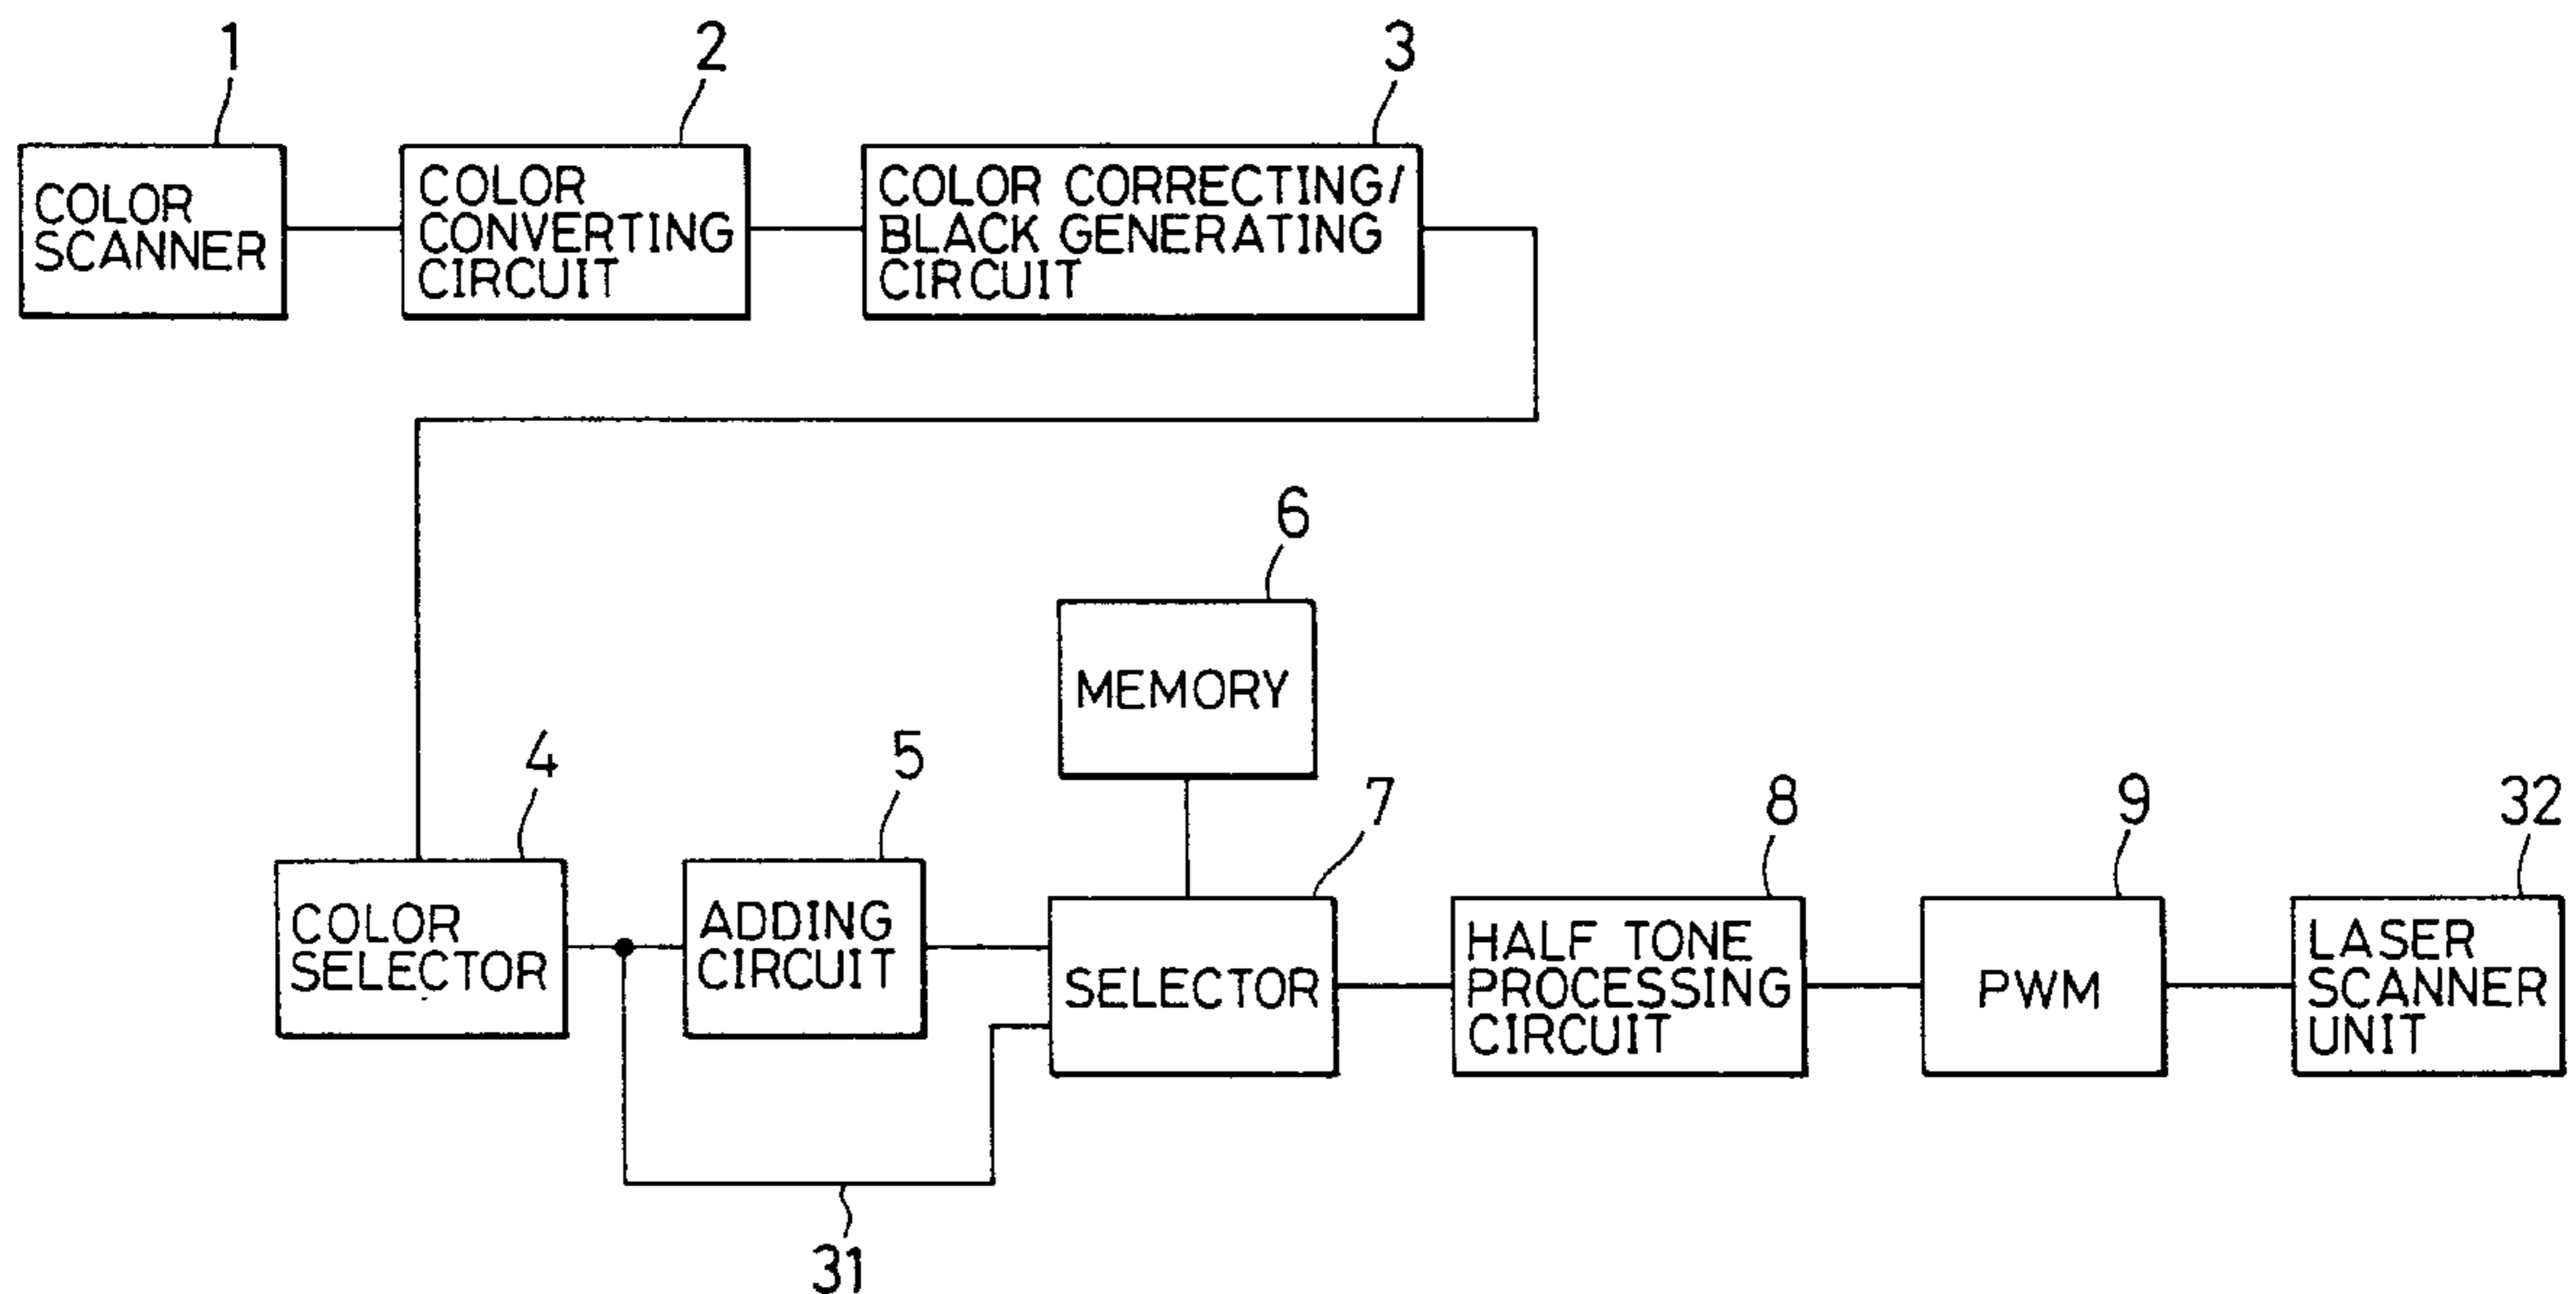 1
2
3
COLOR
SCANNER
COLOR
CONVERTING
CIRCUIT
COLOR CORRECTING/
BLACK GENERATING
CIRCUIT
6
MEMORY
4
5
7
8
9
32
COLOR
SELECTOR
ADDING
CIRCUIT
SELECTOR
HALF TONE
PROCESSING
CIRCUIT
PWM
LASER
SCANNER
UNIT
31